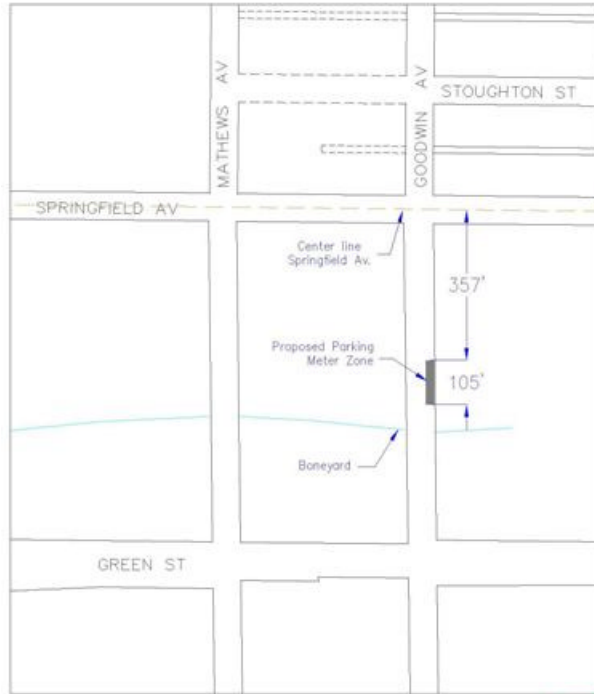 MATHEWS AV
GOODWIN AV
STOUGHTON ST
SPRINGFIELD AV
Center line
Springfield Av.
357'
Proposed Parking
Meter Zone
105'
Boneyard
GREEN ST